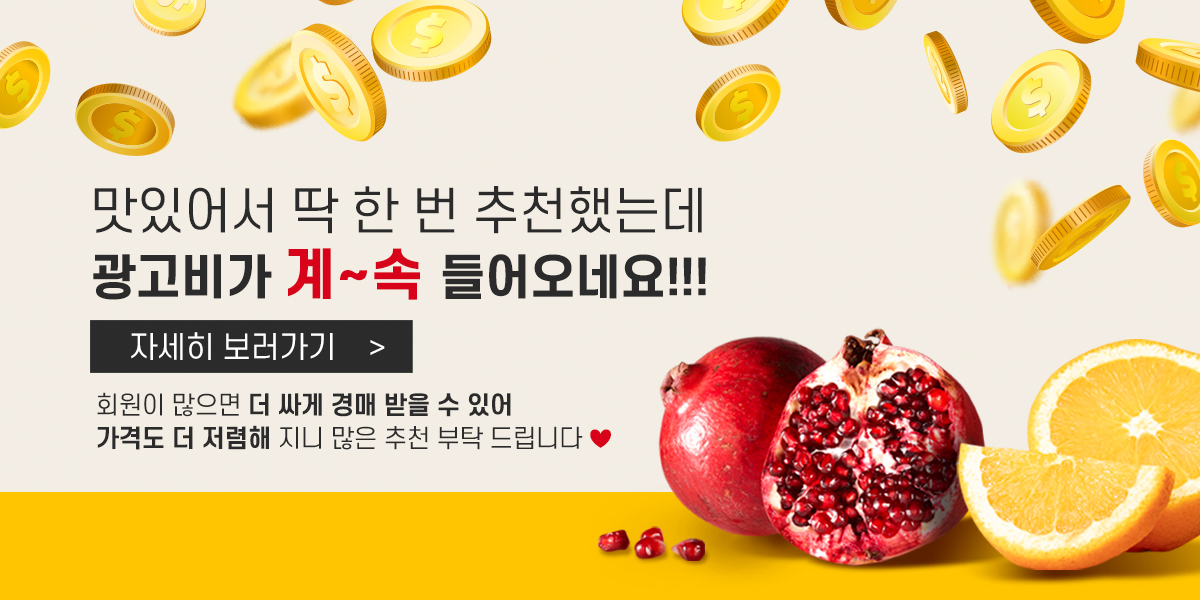 맛있어서 딱 한 번 추천했는데
광고비가 계~속 들어오네요!!!
자세히 보러가기 >
회원이 많으면 더 싸게 경매 받을 수 있어
가격도 더 저렴해 지니 많은 추천 부탁 드립니다 ♥